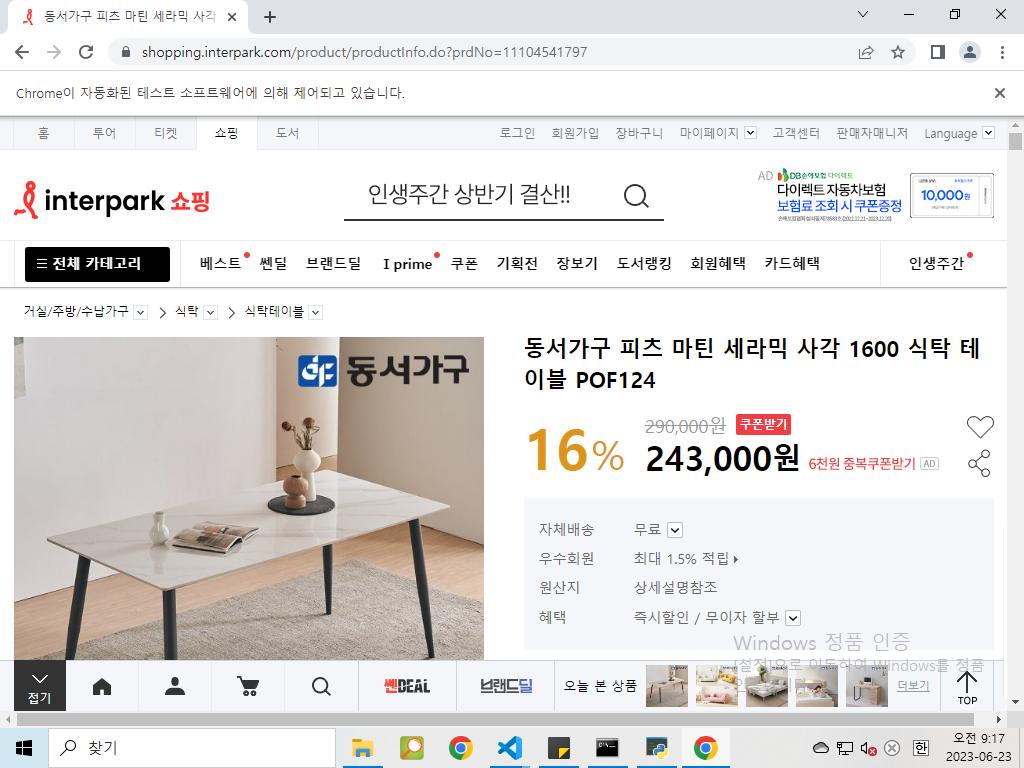 동서가구 피츠 마틴 세라믹 사각
shopping.interpark.com/product/productInfo.do?prdNo=11104541797
Chrome이 자동화된 테스트 소프트웨어에 의해 제어되고 있습니다.
홈 투어 티켓 쇼핑 도서 로그인 회원가입 장바구니 마이페이지 고객센터 판매자매니저 Language
interpark 쇼핑
인생주간 상반기 결산!!
AD DB손해보험 다이렉트
다이렉트 자동차보험
보험료 조회 시 쿠폰증정
10,000원
전체 카테고리 베스트 쎈딜 브랜드딜 I prime 쿠폰 기획전 장보기 도서랭킹 회원혜택 카드혜택 인생주간
거실/주방/수납가구 식탁 식탁테이블
동서가구
동서가구 피츠 마틴 세라믹 사각 1600 식탁 테
이블 POF124
16% 290,000원 쿠폰받기
243,000원 6천원 중복쿠폰받기 AD
자체배송 무료
우수회원 최대 1.5% 적립
원산지 상세설명참조
혜택 즉시할인 / 무이자 할부
Windows 정품 인증
[설정]으로 이동하여 Windows를 정품
접기 쎈DEAL 브랜드딜 오늘 본 상품 더보기 TOP
찾기
한
오전 9:17
2023-06-23